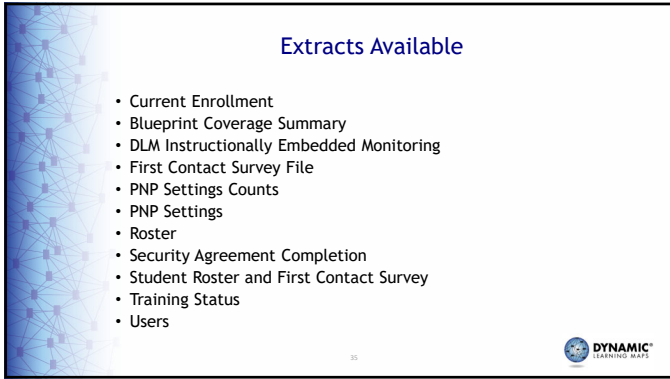 Extracts Available
• Current Enrollment
• Blueprint Coverage Summary
• DLM Instructionally Embedded Monitoring
• First Contact Survey File
• PNP Settings Counts
• PNP Settings
• Roster
• Security Agreement Completion
• Student Roster and First Contact Survey
• Training Status
• Users
35
DYNAMIC®
LEARNING MAPS